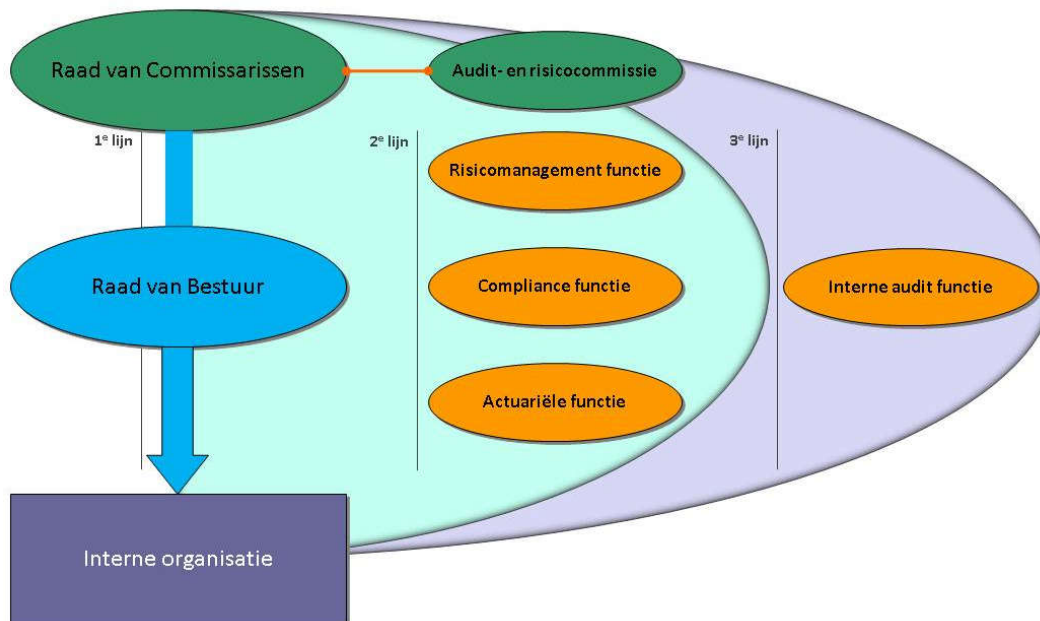 Raad van Commissarissen
Audit- en risicocommissie
1e lijn
2e lijn
3e lijn
Risicomanagement functie
Raad van Bestuur
Compliance functie
Interne audit functie
Actuariële functie
Interne organisatie